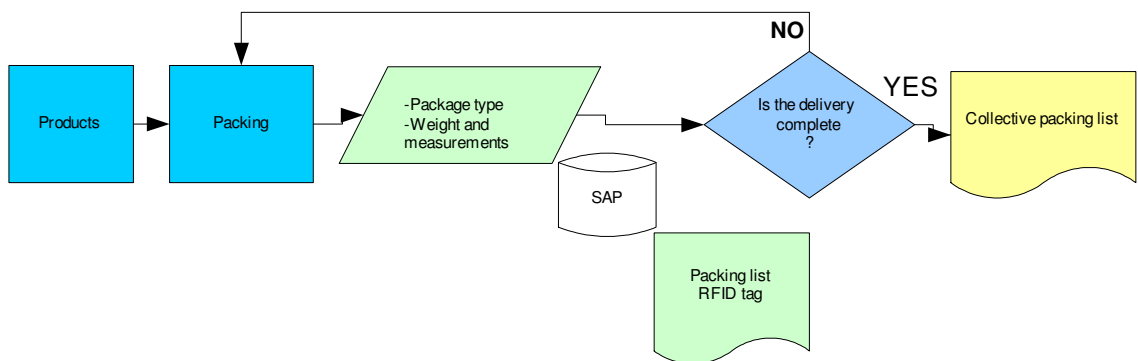 NO
Products
Packing
-Package type
-Weight and
measurements
Is the delivery
complete
?
YES
Collective packing list
SAP
Packing list
RFID tag